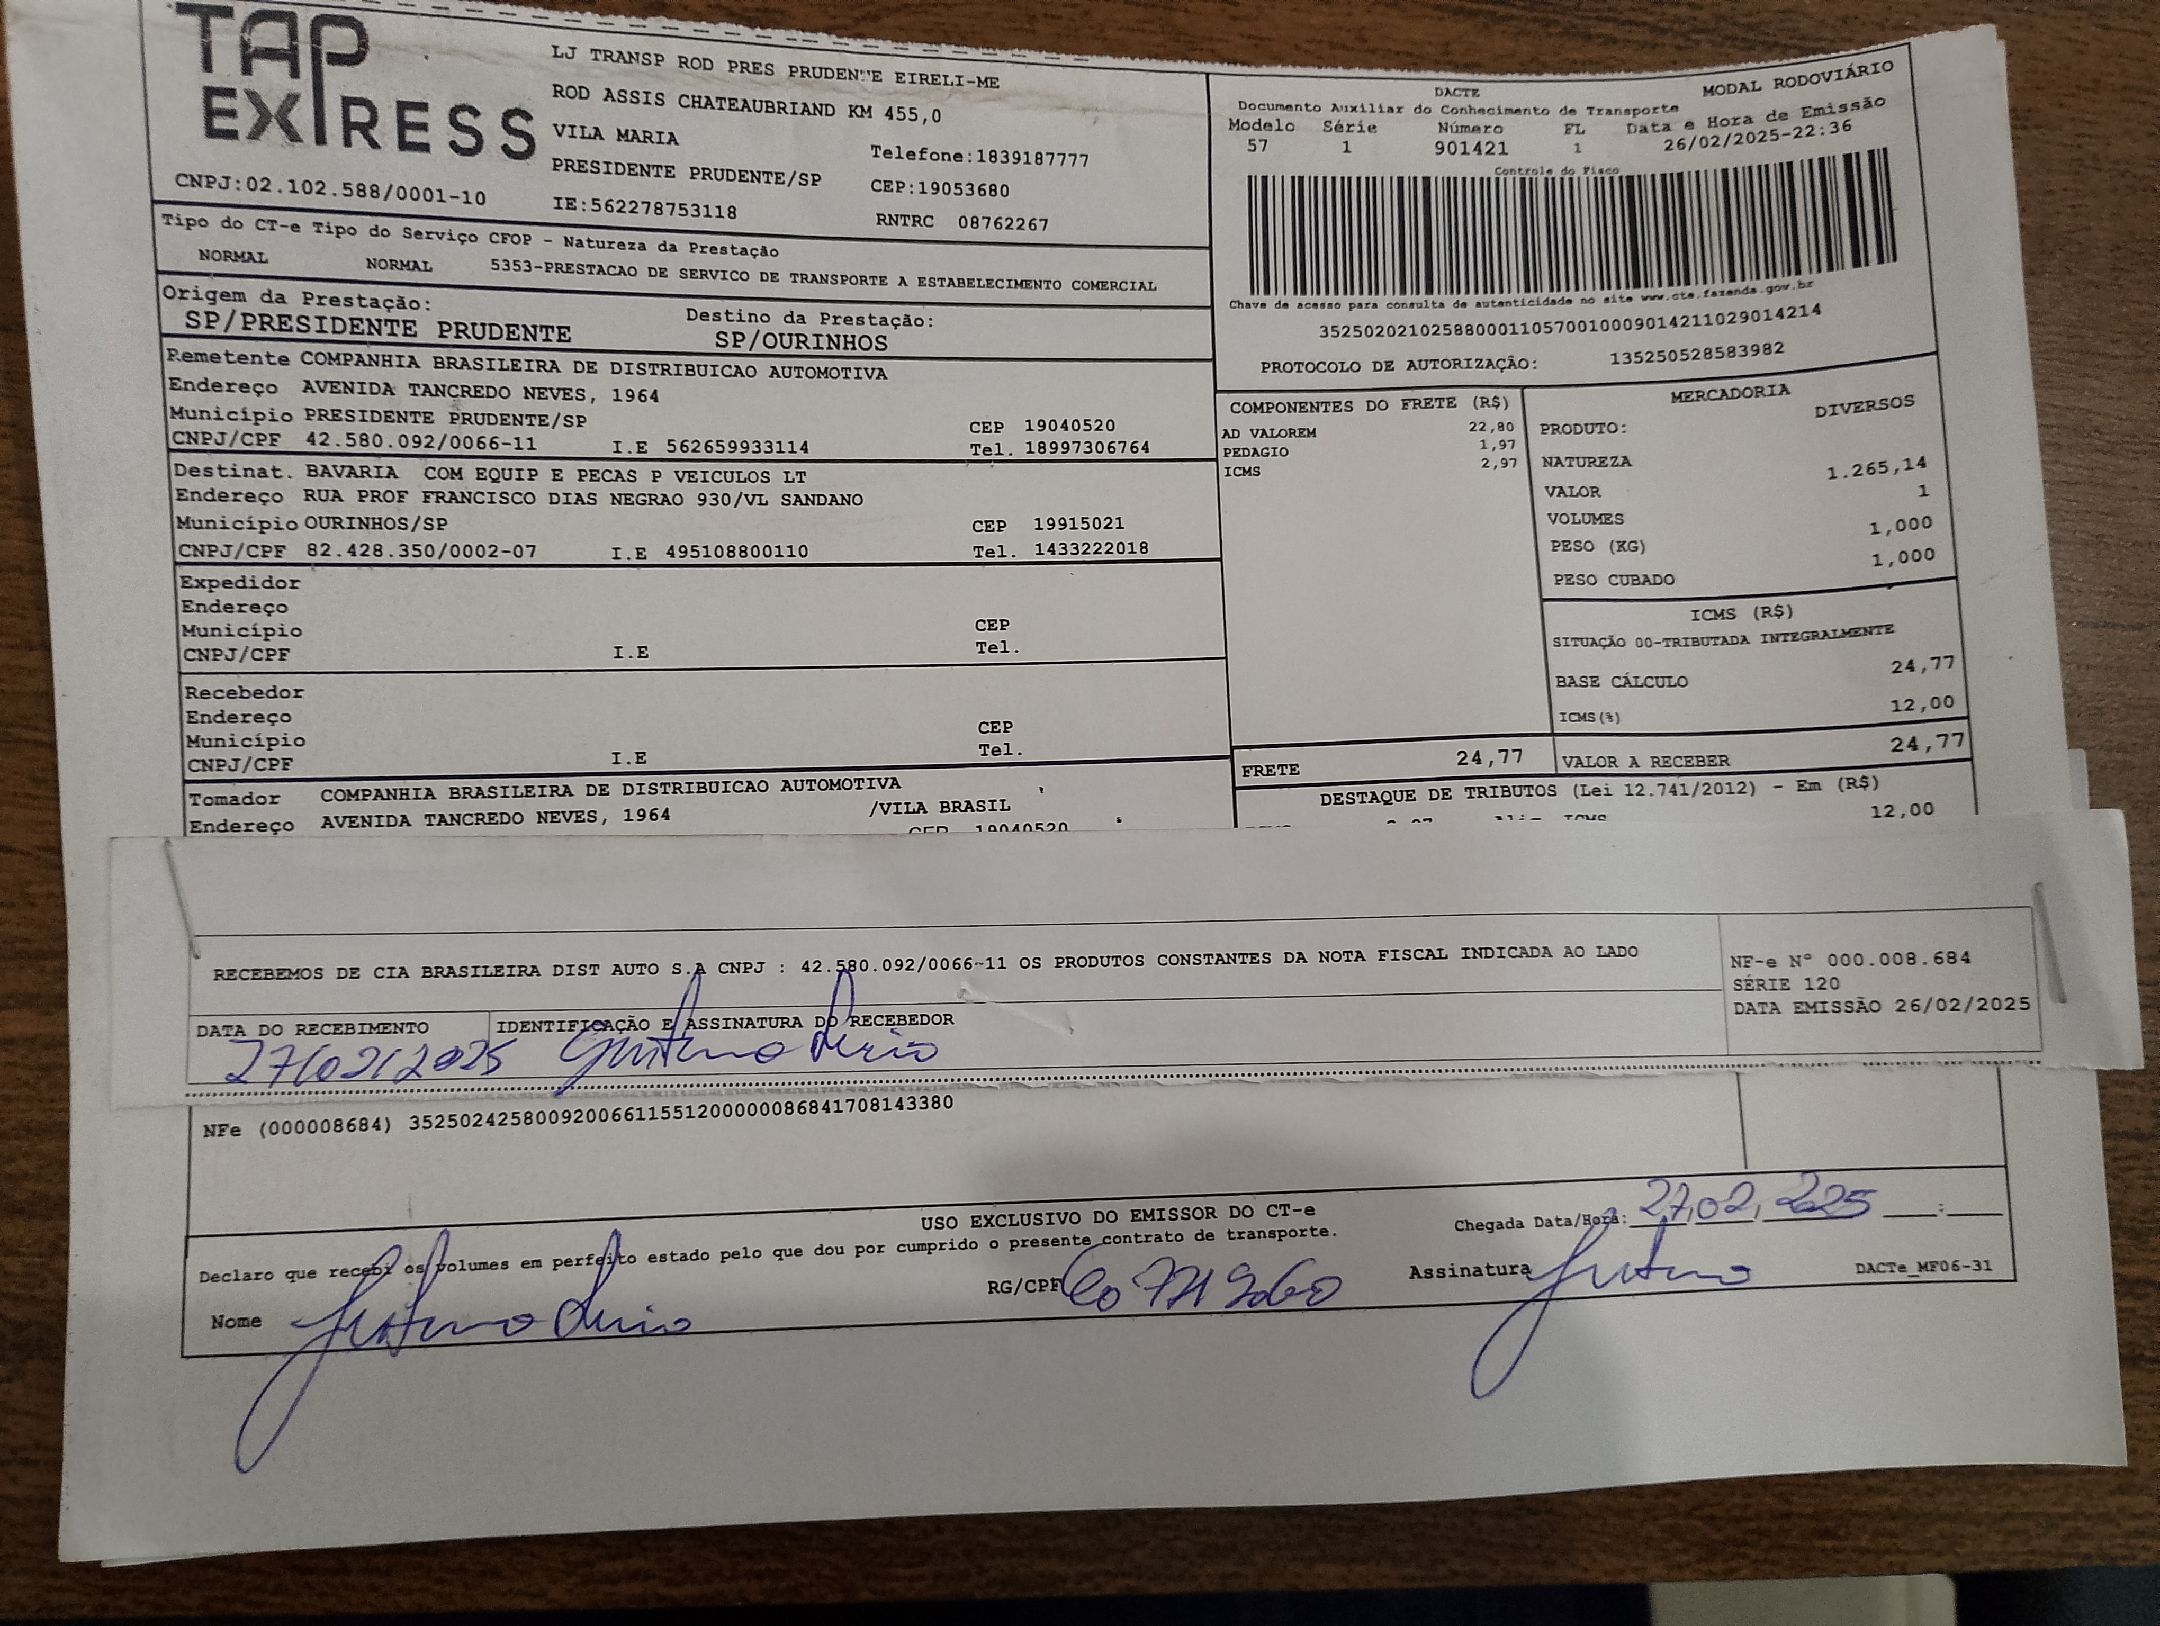 TAP EXPRESS
LJ TRANSP ROD PRES PRUDENTE EIRELI-ME
ROD ASSIS CHATEAUBRIAND KM 455,0
VILA MARIA
Telefone:1839187777
PRESIDENTE PRUDENTE/SP
CEP:19053680
CNPJ:02.102.588/0001-10
IE:562278753118
RNTRC 08762267
DACTE
MODAL RODOVIÁRIO
Documento Auxiliar do Conhecimento de Transporte
Modelo Série Número FL Data e Hora de Emissão
57 1 901421 1 26/02/2025-22:36
Controle do Fisco
Chave de acesso para consulta de autenticidade no site www.cte.fazenda.gov.br
35250202102588000110570010009014211029014214
PROTOCOLO DE AUTORIZAÇÃO: 135250528583982
Tipo do CT-e Tipo do Serviço CFOP - Natureza da Prestação
NORMAL NORMAL 5353-PRESTACAO DE SERVICO DE TRANSPORTE A ESTABELECIMENTO COMERCIAL
Origem da Prestação: Destino da Prestação:
SP/PRESIDENTE PRUDENTE SP/OURINHOS
Remetente COMPANHIA BRASILEIRA DE DISTRIBUICAO AUTOMOTIVA
Endereço AVENIDA TANCREDO NEVES, 1964
Município PRESIDENTE PRUDENTE/SP CEP 19040520
CNPJ/CPF 42.580.092/0066-11 I.E 562659933114 Tel. 18997306764
Destinat. BAVARIA COM EQUIP E PECAS P VEICULOS LT
Endereço RUA PROF FRANCISCO DIAS NEGRAO 930/VL SANDANO
Município OURINHOS/SP CEP 19915021
CNPJ/CPF 82.428.350/0002-07 I.E 495108800110 Tel. 1433222018
Expedidor
Endereço
Município CEP
CNPJ/CPF I.E Tel.
Recebedor
Endereço
Município CEP
CNPJ/CPF I.E Tel.
Tomador COMPANHIA BRASILEIRA DE DISTRIBUICAO AUTOMOTIVA
Endereço AVENIDA TANCREDO NEVES, 1964 /VILA BRASIL
CEP 19040520
COMPONENTES DO FRETE (R$)
AD VALOREM 22,80
PEDAGIO 1,97
ICMS 2,97
MERCADORIA
PRODUTO: DIVERSOS
NATUREZA
VALOR 1.265,14
VOLUMES 1
PESO (KG) 1,000
PESO CUBADO 1,000
ICMS (R$)
SITUAÇÃO 00-TRIBUTADA INTEGRALMENTE
BASE CÁLCULO 24,77
ICMS(%) 12,00
FRETE 24,77 VALOR A RECEBER 24,77
DESTAQUE DE TRIBUTOS (Lei 12.741/2012) - Em (R$)
12,00
RECEBEMOS DE CIA BRASILEIRA DIST AUTO S.A CNPJ : 42.580.092/0066-11 OS PRODUTOS CONSTANTES DA NOTA FISCAL INDICADA AO LADO
NF-e N° 000.008.684
SÉRIE 120
DATA EMISSÃO 26/02/2025
DATA DO RECEBIMENTO IDENTIFICAÇÃO E ASSINATURA DO RECEBEDOR
27/02/2025 Gustavo
NFe (000008684) 35250242580092006611551200000086841708143380
USO EXCLUSIVO DO EMISSOR DO CT-e
Chegada Data/Hora: 27,02,2025 :
Declaro que recebi os volumes em perfeito estado pelo que dou por cumprido o presente contrato de transporte.
Nome Gustavo RG/CPF Assinatura Gustavo DACTe_MF06-31